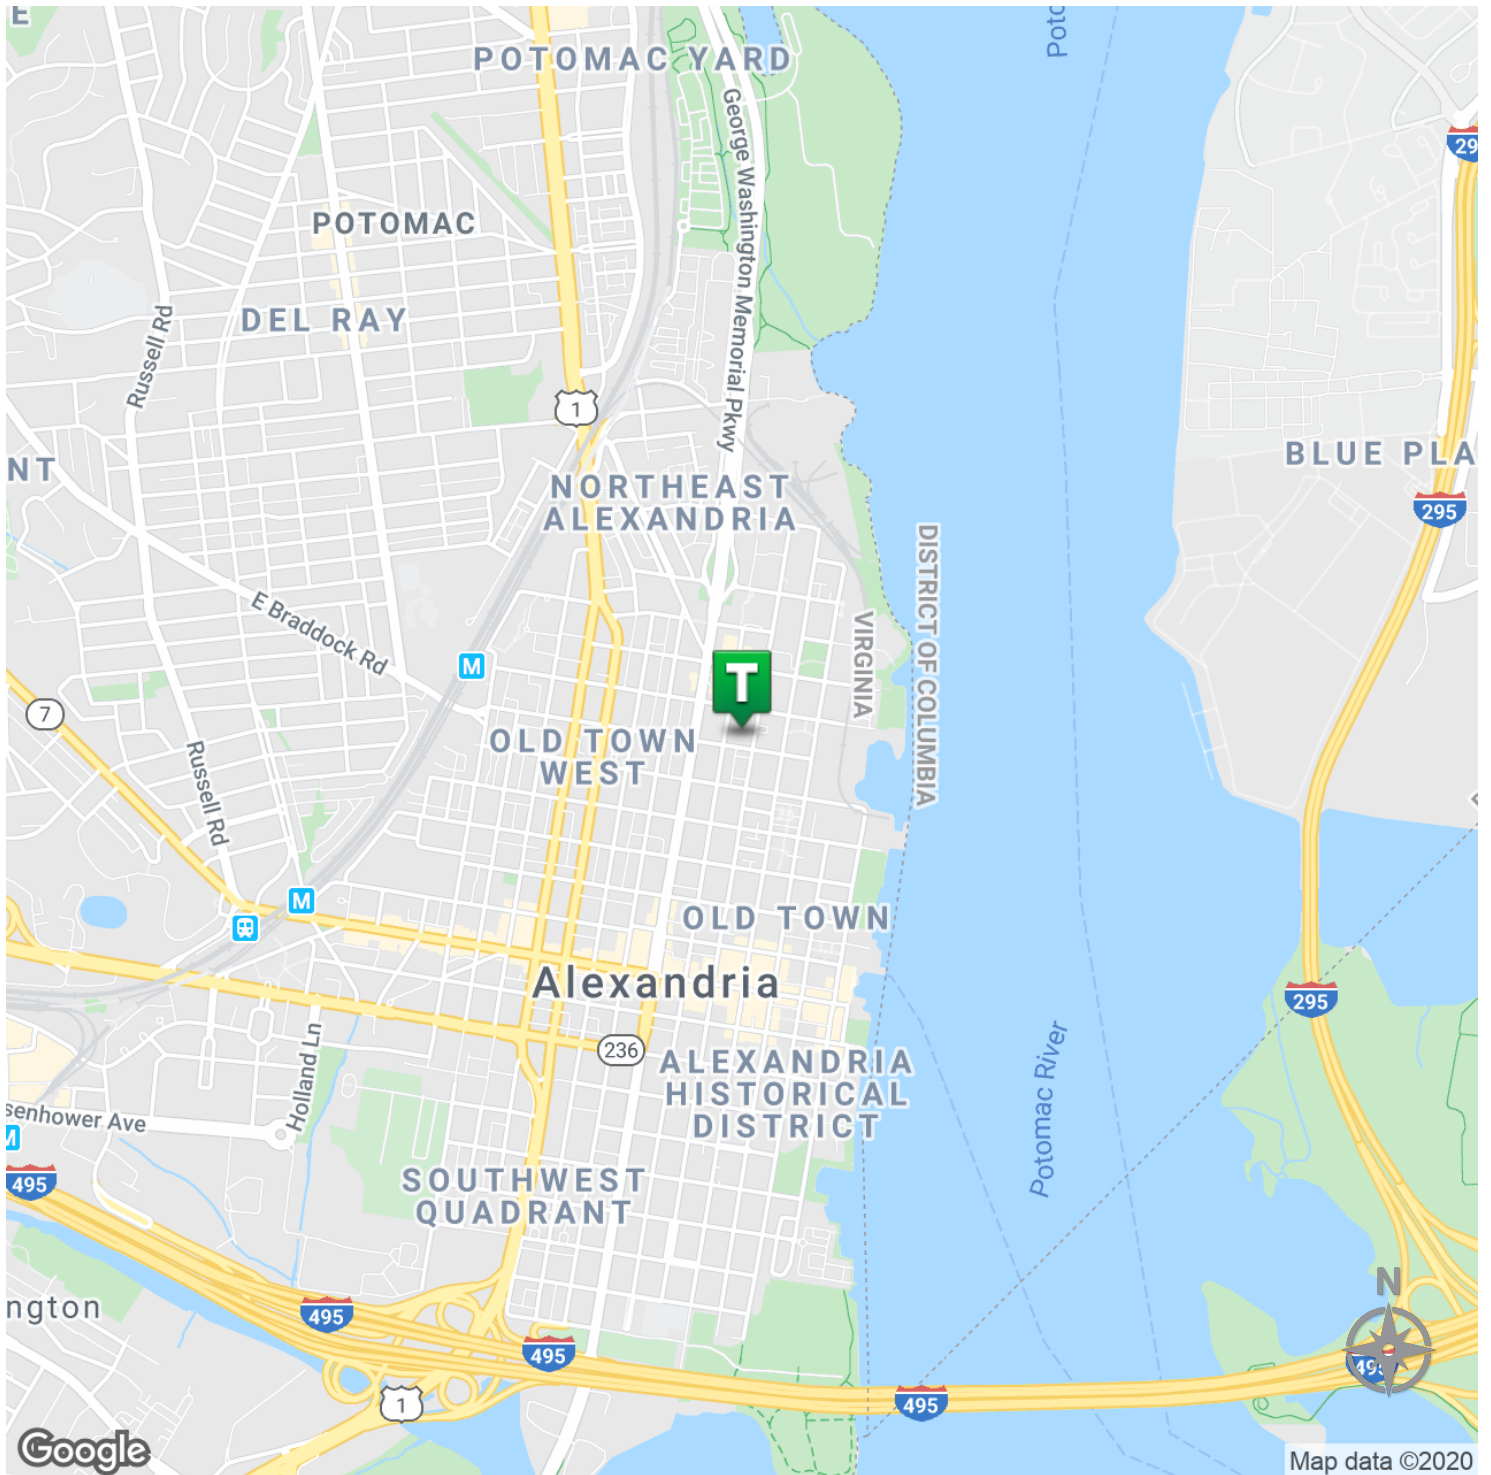 E
POTOMAC YARD
Poto
George Washington Memorial Pkwy
29
POTOMAC
DEL RAY
Russell Rd
1
BLUE PLA
NT
NORTHEAST
ALEXANDRIA
295
DISTRICT OF COLUMBIA
VIRGINIA
E Braddock Rd
M
T
7
OLD TOWN
WEST
Russell Rd
M
OLD TOWN
Alexandria
295
236
Holland Ln
ALEXANDRIA
HISTORICAL
DISTRICT
Potomac River
senhower Ave
M
495
SOUTHWEST
QUADRANT
N
ngton
495
495
495
495
1
Google
Map data ©2020